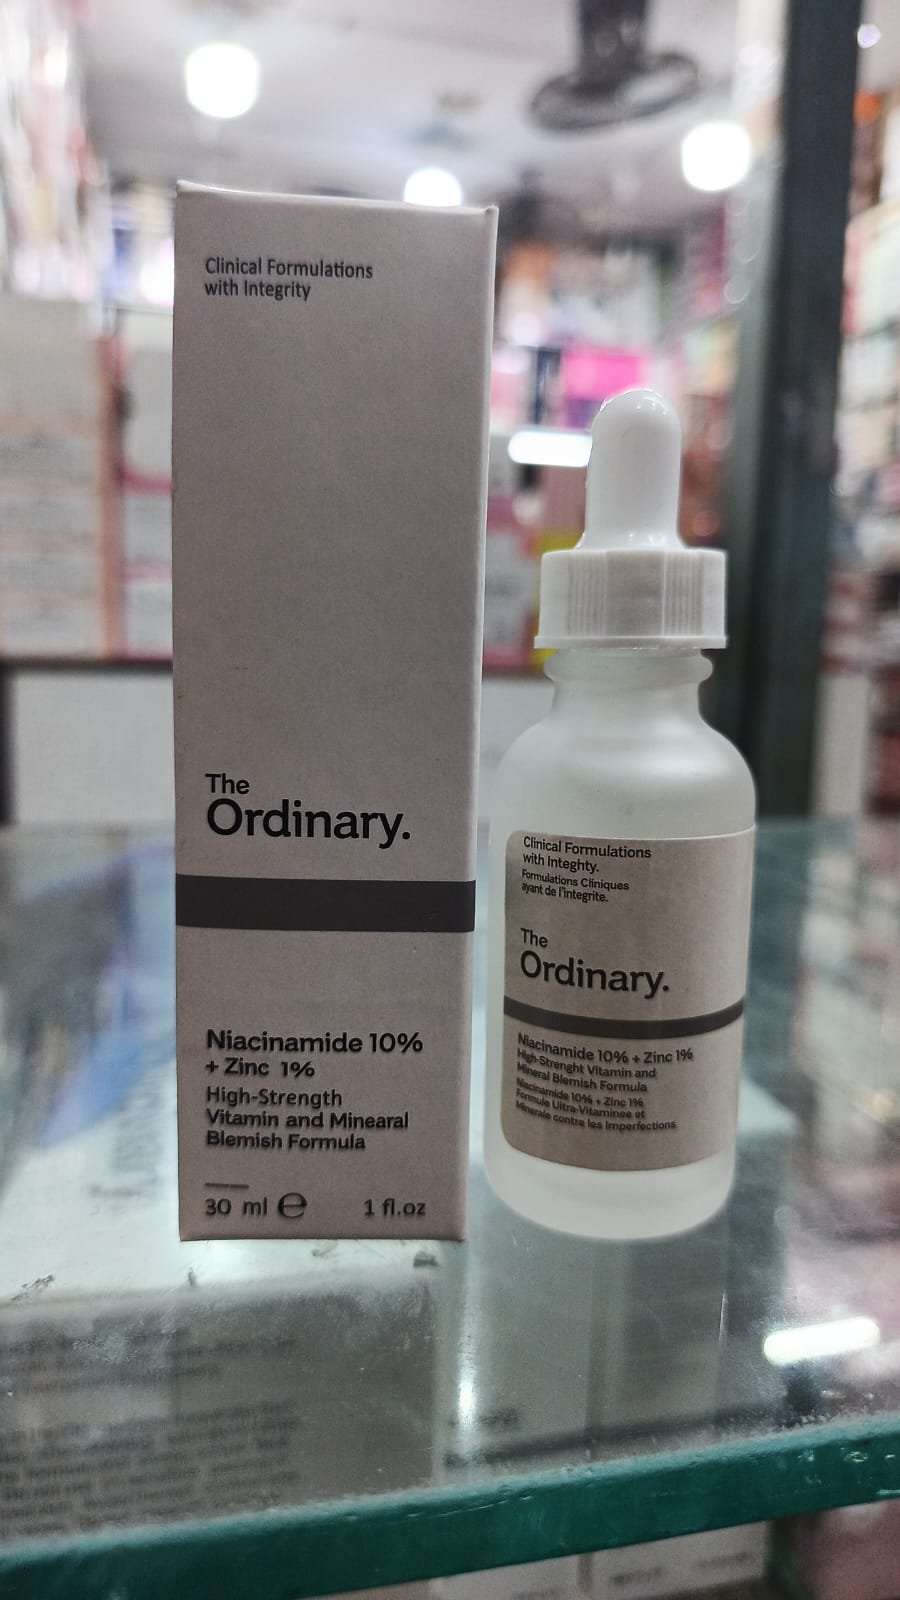 Clinical Formulations
with Integrity
The
Ordinary.
Niacinamide 10%
+ Zinc 1%
High-Strength
Vitamin and Minearal
Blemish Formula
30 ml e
1 fl.oz
Clinical Formulations
with Integhty.
Formulations Cliniques
ayant de l'integrite.
The
Ordinary.
Niacinamide 10% + Zinc 1%
High-Strenght Vitamin and
Mineral Blemish Formula
Niacinamide 10% + Zinc 1%
Formule Ultra-Vitaminee et
Minerale contre les Imperfections